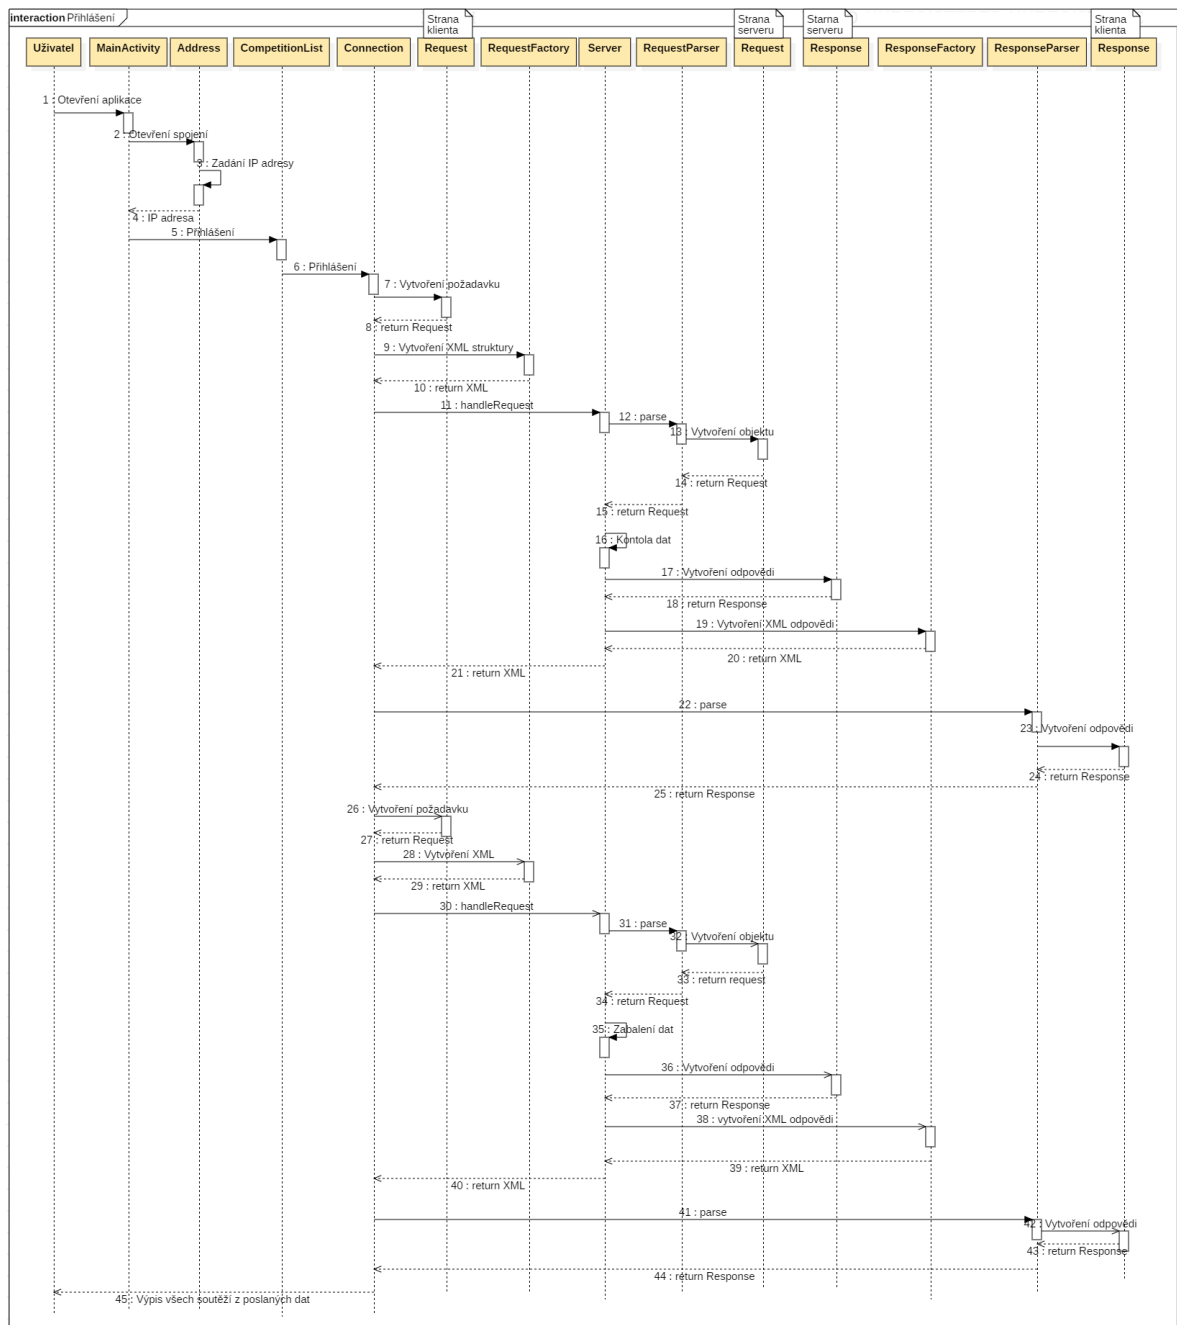 interaction Přihlášení
Strana
klienta
Strana
serveru
Starna
serveru
Strana
klienta
Uživatel
MainActivity
Address
CompetitionList
Connection
Request
RequestFactory
Server
RequestParser
Request
Response
ResponseFactory
ResponseParser
Response
1 : Otevření aplikace
2 : Otevření spojení
3 : Zadání IP adresy
4 : IP adresa
5 : Přihlášení
6 : Přihlášení
7 : Vytvoření požadavku
8 : return Request
9 : Vytvoření XML struktury
10 : return XML
11 : handleRequest
12 : parse
13 : Vytvoření objektu
14 : return Request
15 : return Request
16 : Kontola dat
17 : Vytvoření odpovědi
18 : return Response
19 : Vytvoření XML odpovědi
20 : return XML
21 : return XML
22 : parse
23 : Vytvoření odpovědi
24 : return Response
25 : return Response
26 : Vytvoření požadavku
27 : return Request
28 : Vytvoření XML
29 : return XML
30 : handleRequest
31 : parse
32 : Vytvoření objektu
33 : return request
34 : return Request
35 : Zabalení dat
36 : Vytvoření odpovědi
37 : return Response
38 : vytvoření XML odpovědi
39 : return XML
40 : return XML
41 : parse
42 : Vytvoření odpovědi
43 : return Response
44 : return Response
45 : Výpis všech soutěží z poslaných dat